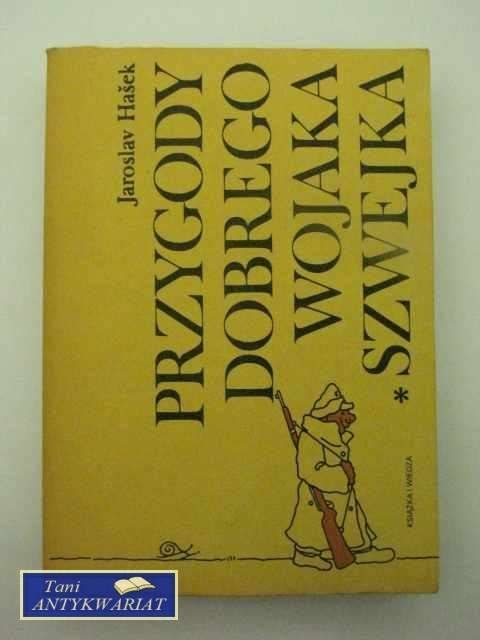 Jaroslav Hašek
PRZYGODY
DOBREGO
WOJAKA
* SZWEJKA
KSIĄŻKA I WIEDZA
Tani
ANTYKWARIAT